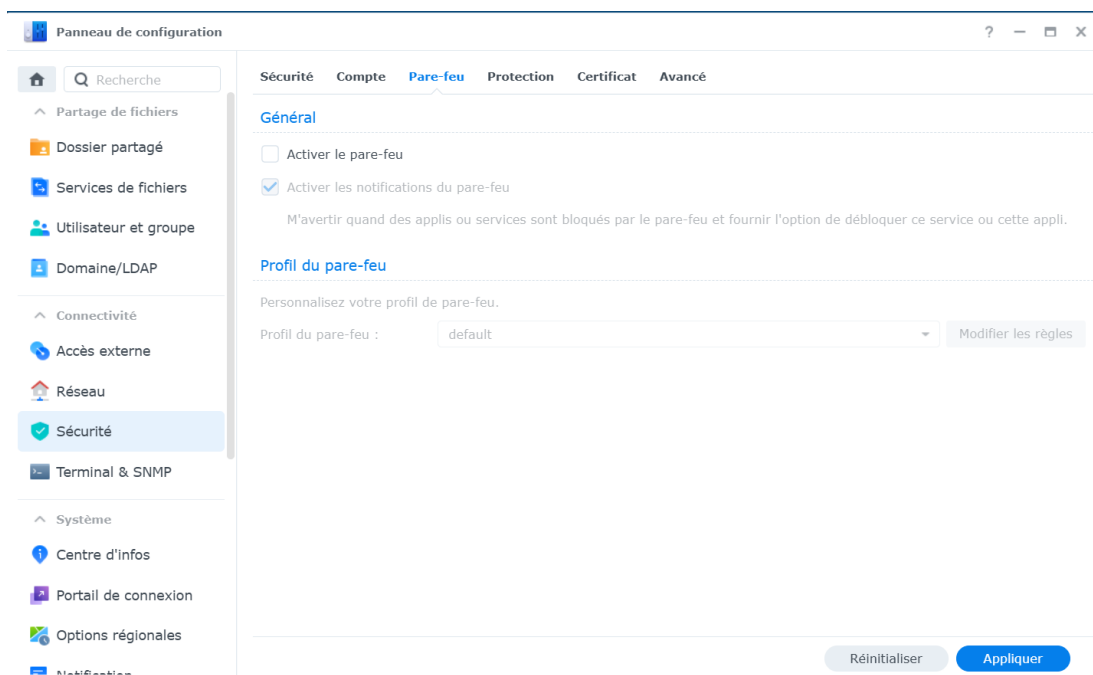 Panneau de configuration
Recherche
Partage de fichiers
Dossier partagé
Services de fichiers
Utilisateur et groupe
Domaine/LDAP
Connectivité
Accès externe
Réseau
Sécurité
Terminal & SNMP
Système
Centre d'infos
Portail de connexion
Options régionales
Notification
Sécurité Compte Pare-feu Protection Certificat Avancé
Général
Activer le pare-feu
Activer les notifications du pare-feu
M'avertir quand des applis ou services sont bloqués par le pare-feu et fournir l'option de débloquer ce service ou cette appli.
Profil du pare-feu
Personnalisez votre profil de pare-feu.
Profil du pare-feu : default Modifier les règles
Réinitialiser Appliquer